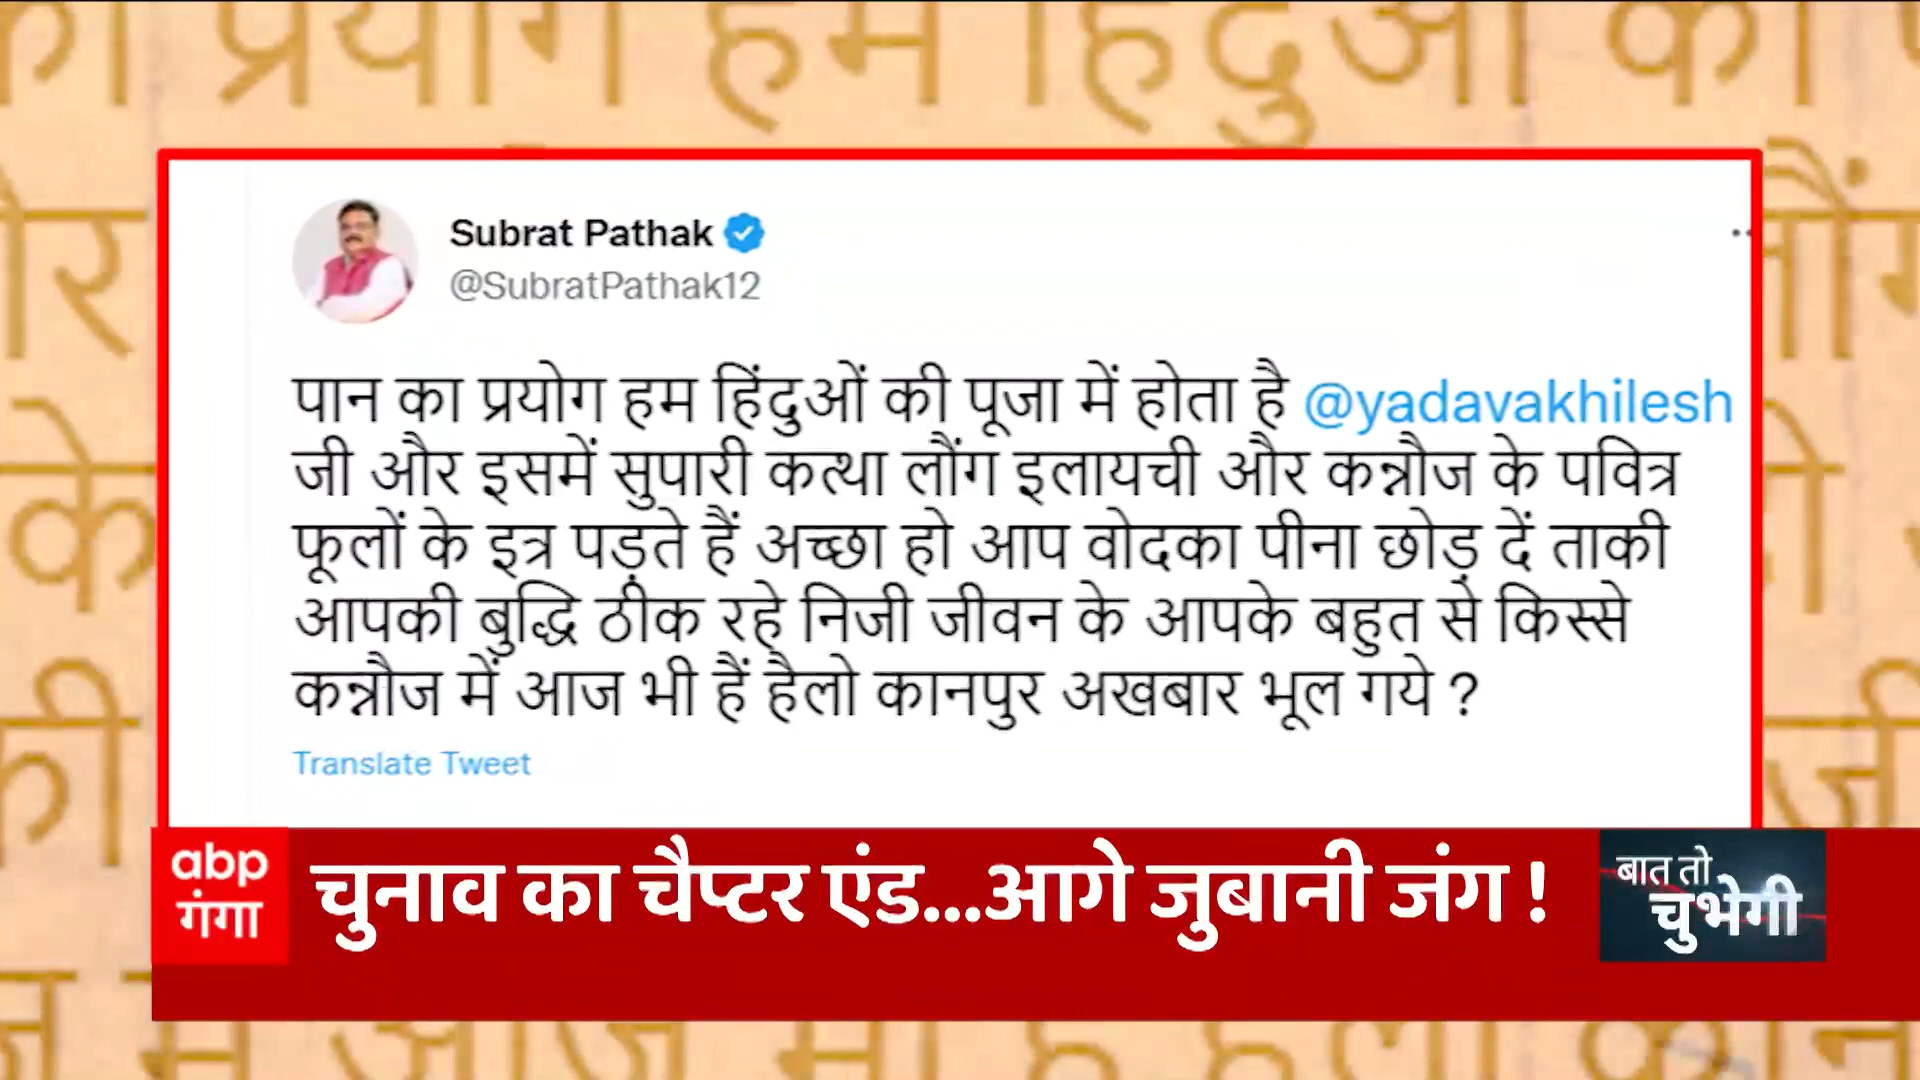 Subrat Pathak
@SubratPathak12
पान का प्रयोग हम हिंदुओं की पूजा में होता है @yadavakhilesh
जी और इसमें सुपारी कत्था लौंग इलायची और कन्नौज के पवित्र
फूलों के इत्र पड़ते हैं अच्छा हो आप वोदका पीना छोड़ दें ताकी
आपकी बुद्धि ठीक रहे निजी जीवन के आपके बहुत से किस्से
कन्नौज में आज भी हैं हैलो कानपुर अखबार भूल गये ?
Translate Tweet
abp
गंगा
चुनाव का चैप्टर एंड...आगे जुबानी जंग !
बात तो
चुभेगी